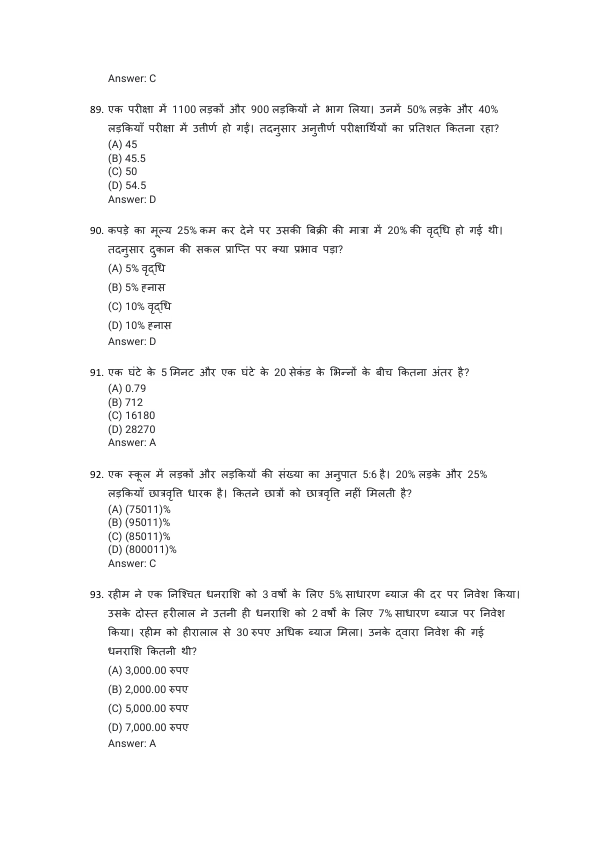 Answer: C
89. एक परीक्षा में 1100 लड़कों और 900 लड़कियों ने भाग लिया। उनमें 50% लड़के और 40%
लड़कियाँ परीक्षा में उत्तीर्ण हो गईं। तदनुसार अनुत्तीर्ण परीक्षार्थियों का प्रतिशत कितना रहा?
(A) 45
(B) 45.5
(C) 50
(D) 54.5
Answer: D
90. कपड़े का मूल्य 25% कम कर देने पर उसकी बिक्री की मात्रा में 20% की वृद्धि हो गई थी।
तदनुसार दुकान की सकल प्राप्ति पर क्या प्रभाव पड़ा?
(A) 5% वृद्धि
(B) 5% हनास
(C) 10% वृद्धि
(D) 10% हनास
Answer: D
91. एक घंटे के 5 मिनट और एक घंटे के 20 सेकंड के भिन्नों के बीच कितना अंतर है?
(A) 0.79
(B) 712
(C) 16180
(D) 28270
Answer: A
92. एक स्कूल में लड़कों और लड़कियों की संख्या का अनुपात 5:6 है। 20% लड़के और 25%
लड़कियाँ छात्रवृत्ति धारक है। कितने छात्रों को छात्रवृत्ति नहीं मिलती है?
(A) (75011)%
(B) (95011)%
(C) (85011)%
(D) (800011)%
Answer: C
93. रहीम ने एक निश्चित धनराशि को 3 वर्षों के लिए 5% साधारण ब्याज की दर पर निवेश किया।
उसके दोस्त हरीलाल ने उतनी ही धनराशि को 2 वर्षों के लिए 7% साधारण ब्याज पर निवेश
किया। रहीम को हीरालाल से 30 रुपए अधिक ब्याज मिला। उनके द्वारा निवेश की गई
धनराशि कितनी थी?
(A) 3,000.00 रुपए
(B) 2,000.00 रुपए
(C) 5,000.00 रुपए
(D) 7,000.00 रुपए
Answer: A